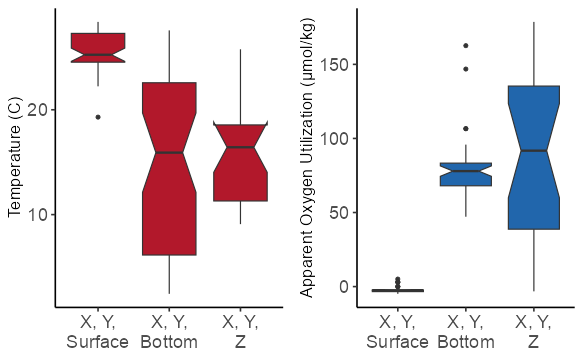 Temperature (C)
20
10
X, Y,
Surface
X, Y,
Bottom
X, Y,
Z
Apparent Oxygen Utilization (μmol/kg)
150
100
50
0
X, Y,
Surface
X, Y,
Bottom
X, Y,
Z